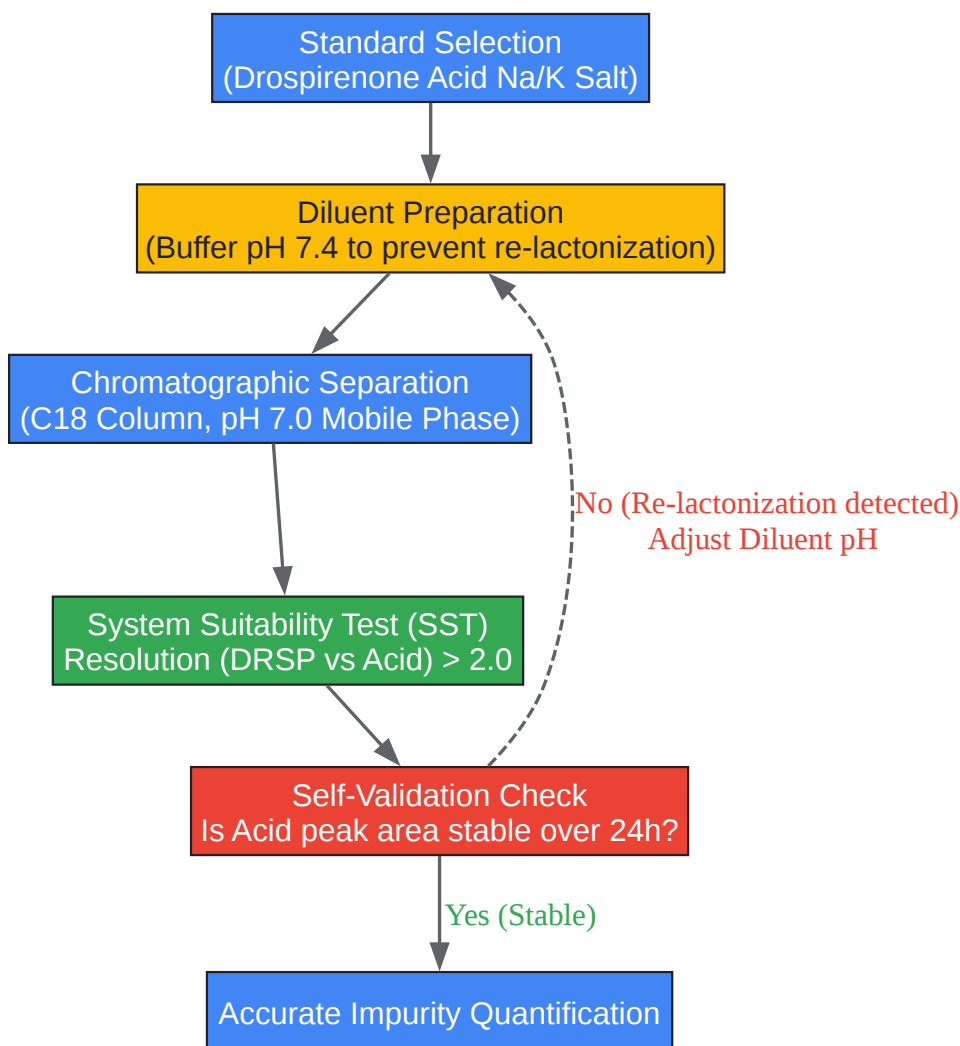 Standard Selection
(Drospirenone Acid Na/K Salt)
Diluent Preparation
(Buffer pH 7.4 to prevent re-lactonization)
Chromatographic Separation
(C18 Column, pH 7.0 Mobile Phase)
No (Re-lactonization detected)
Adjust Diluent pH
System Suitability Test (SST)
Resolution (DRSP vs Acid) > 2.0
Self-Validation Check
Is Acid peak area stable over 24h?
Yes (Stable)
Accurate Impurity Quantification